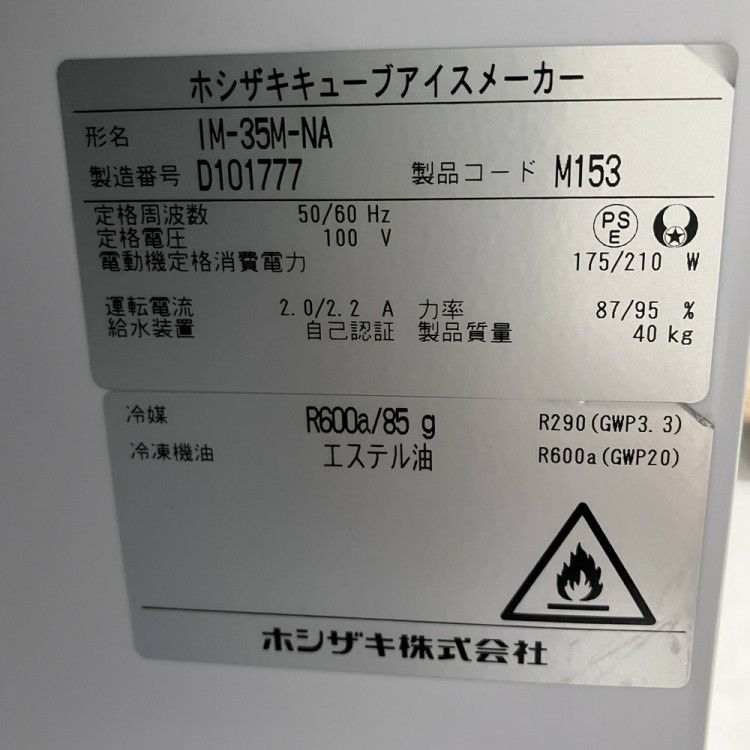 ホシザキキューブアイスメーカー
形名 IM-35M-NA
製造番号 D101777 製品コード M153
定格周波数 50/60 Hz
定格電圧 100 V
PS E
電動機定格消費電力 175/210 W
運転電流 2.0/2.2 A 力率 87/95 %
給水装置 自己認証 製品質量 40 kg
冷媒 R600a/85 g R290(GWP3.3)
冷凍機油 エステル油 R600a(GWP20)
ホシザキ株式会社